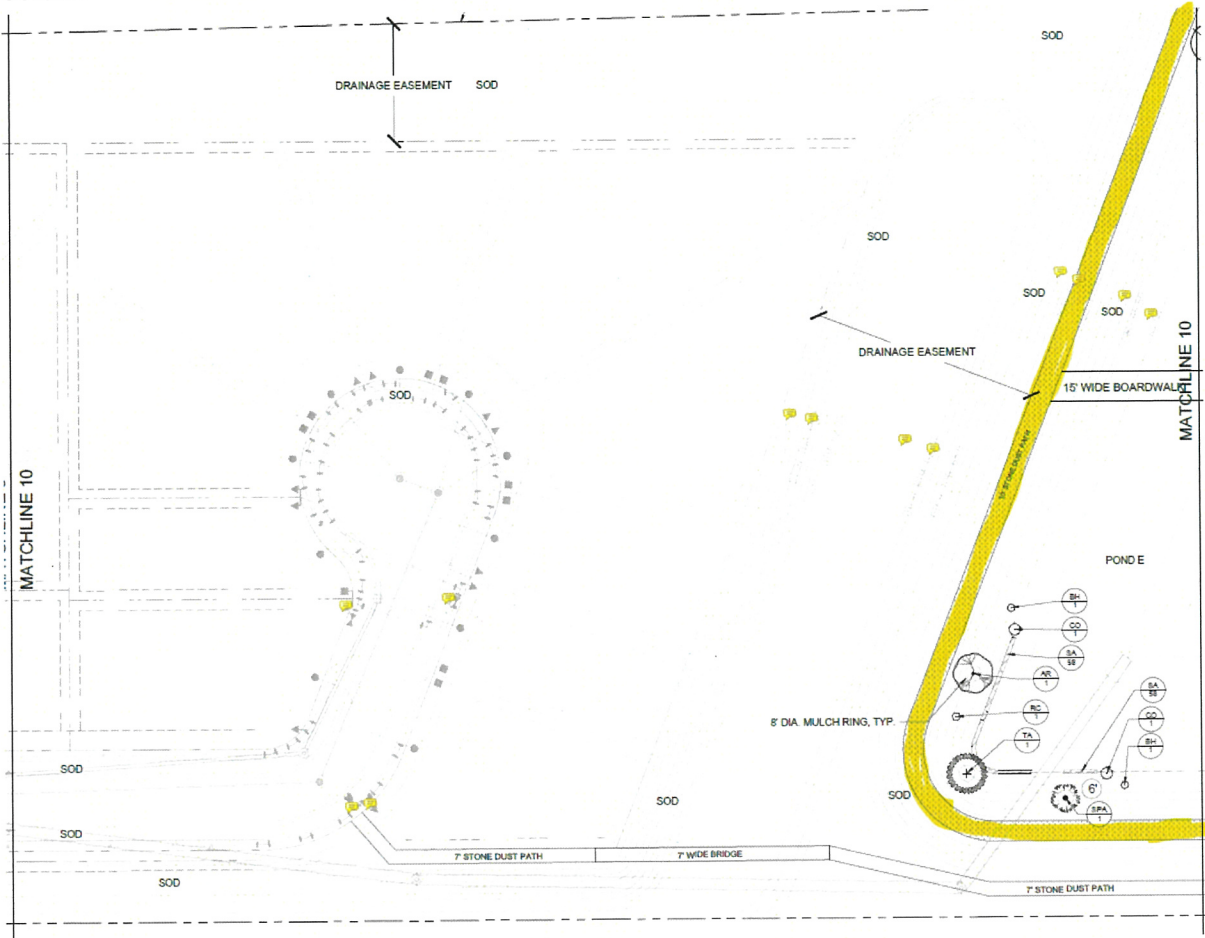 SOD
DRAINAGE EASEMENT
SOD
SOD
SOD
SOD
DRAINAGE EASEMENT
15' WIDE BOARDWALK
MATCHLINE 10
SOD
MATCHLINE 10
STONE DUST PATH
POND E
BH
1
CO
1
SA
58
AR
1
SA
58
RC
1
CO
1
8' DIA. MULCH RING, TYP.
TA
1
BH
1
SOD
6'
SOD
SOD
SPA
1
SOD
7' STONE DUST PATH
7' WIDE BRIDGE
SOD
7' STONE DUST PATH